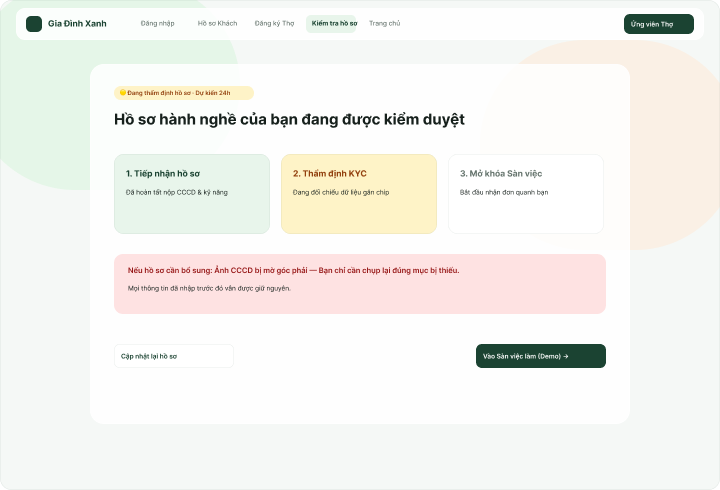 Gia Đình Xanh
Đăng nhập
Hồ sơ Khách
Đăng ký Thợ
Kiểm tra hồ sơ
Trang chủ
Ứng viên Thợ
Đang thẩm định hồ sơ · Dự kiến 24h
Hồ sơ hành nghề của bạn đang được kiểm duyệt
1. Tiếp nhận hồ sơ
Đã hoàn tất nộp CCCD & kỹ năng
2. Thẩm định KYC
Đang đối chiếu dữ liệu gắn chip
3. Mở khóa Sàn việc
Bắt đầu nhận đơn quanh bạn
Nếu hồ sơ cần bổ sung: Ảnh CCCD bị mờ góc phải — Bạn chỉ cần chụp lại đúng mục bị thiếu.
Mọi thông tin đã nhập trước đó vẫn được giữ nguyên.
Cập nhật lại hồ sơ
Vào Sàn việc làm (Demo) →